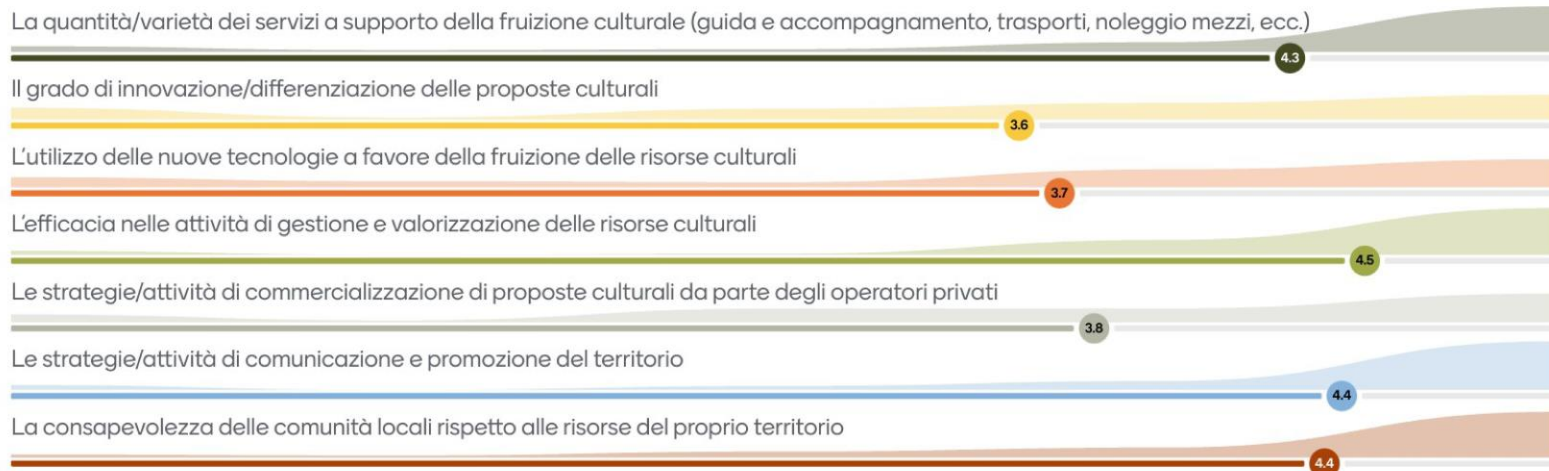 La quantità/varietà dei servizi a supporto della fruizione culturale (guida e accompagnamento, trasporti, noleggio mezzi, ecc.)
4.3
Il grado di innovazione/differenziazione delle proposte culturali
3.6
L'utilizzo delle nuove tecnologie a favore della fruizione delle risorse culturali
3.7
L'efficacia nelle attività di gestione e valorizzazione delle risorse culturali
4.5
Le strategie/attività di commercializzazione di proposte culturali da parte degli operatori privati
3.8
Le strategie/attività di comunicazione e promozione del territorio
4.4
La consapevolezza delle comunità locali rispetto alle risorse del proprio territorio
4.4